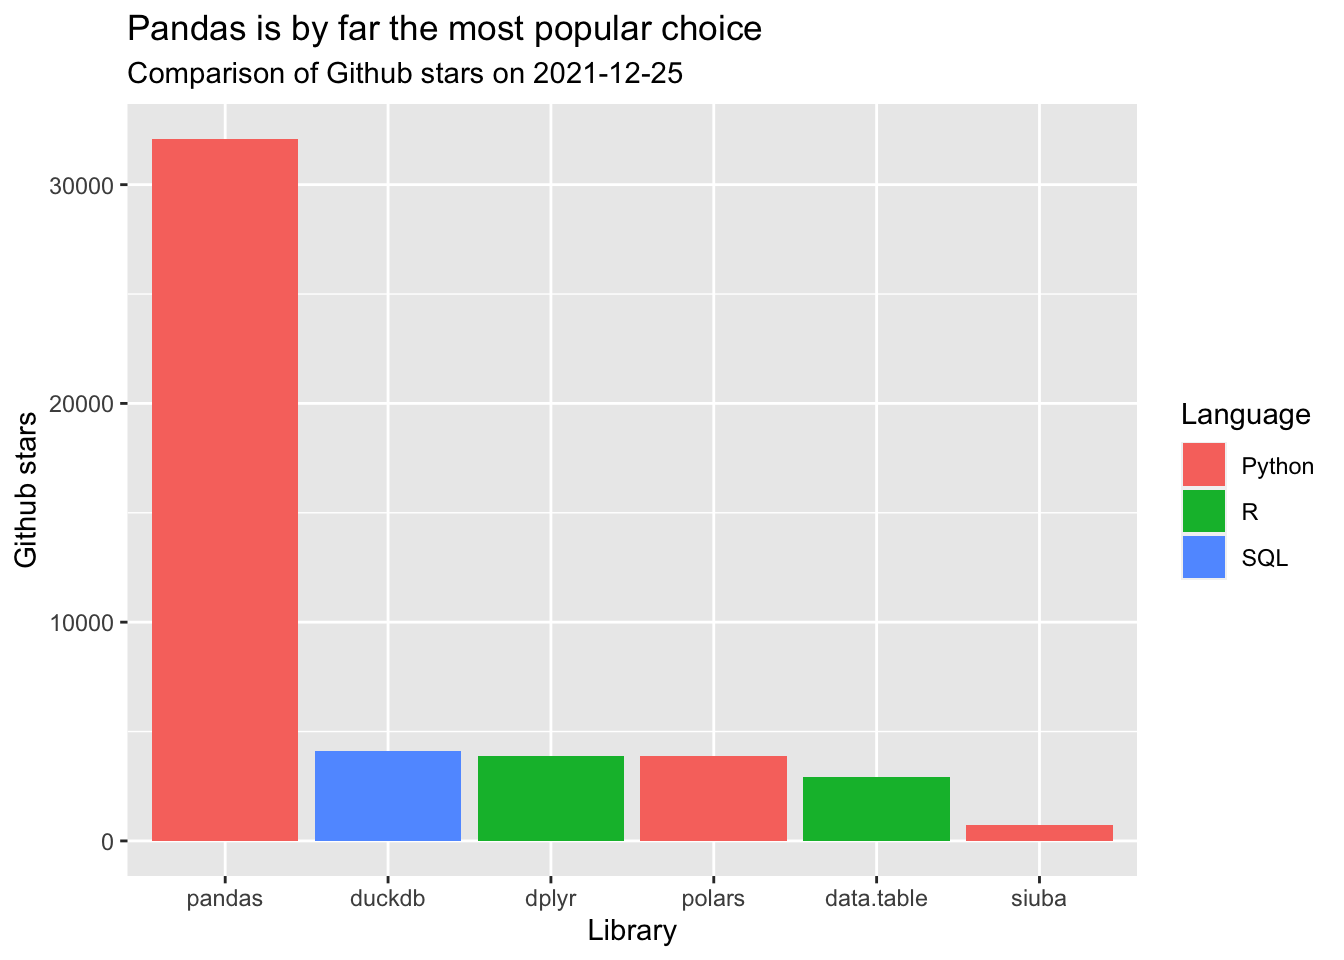 Pandas is by far the most popular choice
Comparison of Github stars on 2021-12-25
Github stars
30000
20000
10000
0
pandas duckdb dplyr polars data.table siuba
Library
Language
Python
R
SQL